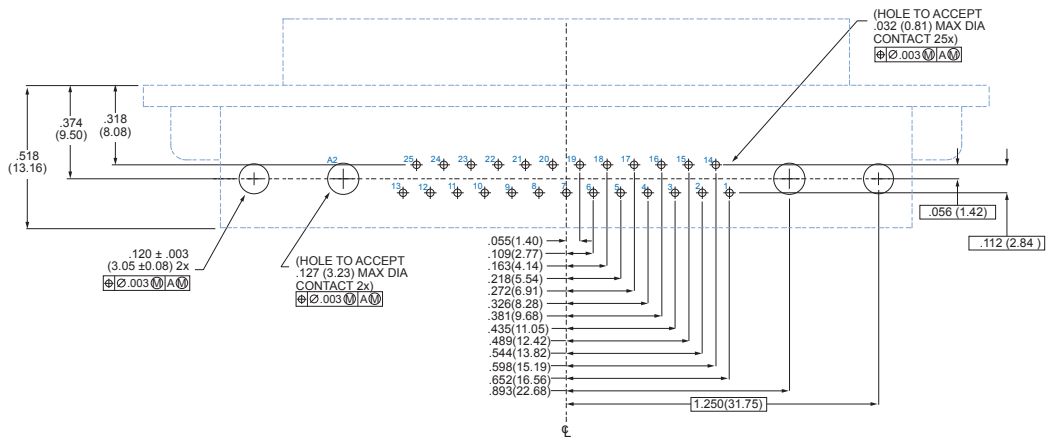 (HOLE TO ACCEPT
.032 (0.81) MAX DIA
CONTACT 25x)
⌖ Ø.003 Ⓜ A Ⓜ
.374
(9.50)
.318
(8.08)
.518
(13.16)
A2
25 24 23 22 21 20 19 18 17 16 15 14
13 12 11 10 9 8 7 6 5 4 3 2 1
.056 (1.42)
.112 (2.84 )
.120 ± .003
(3.05 ±0.08) 2x
⌖ Ø.003 Ⓜ A Ⓜ
(HOLE TO ACCEPT
.127 (3.23) MAX DIA
CONTACT 2x)
⌖ Ø.003 Ⓜ A Ⓜ
.055(1.40)
.109(2.77)
.163(4.14)
.218(5.54)
.272(6.91)
.326(8.28)
.381(9.68)
.435(11.05)
.489(12.42)
.544(13.82)
.598(15.19)
.652(16.56)
.893(22.68)
1.250(31.75)
℄